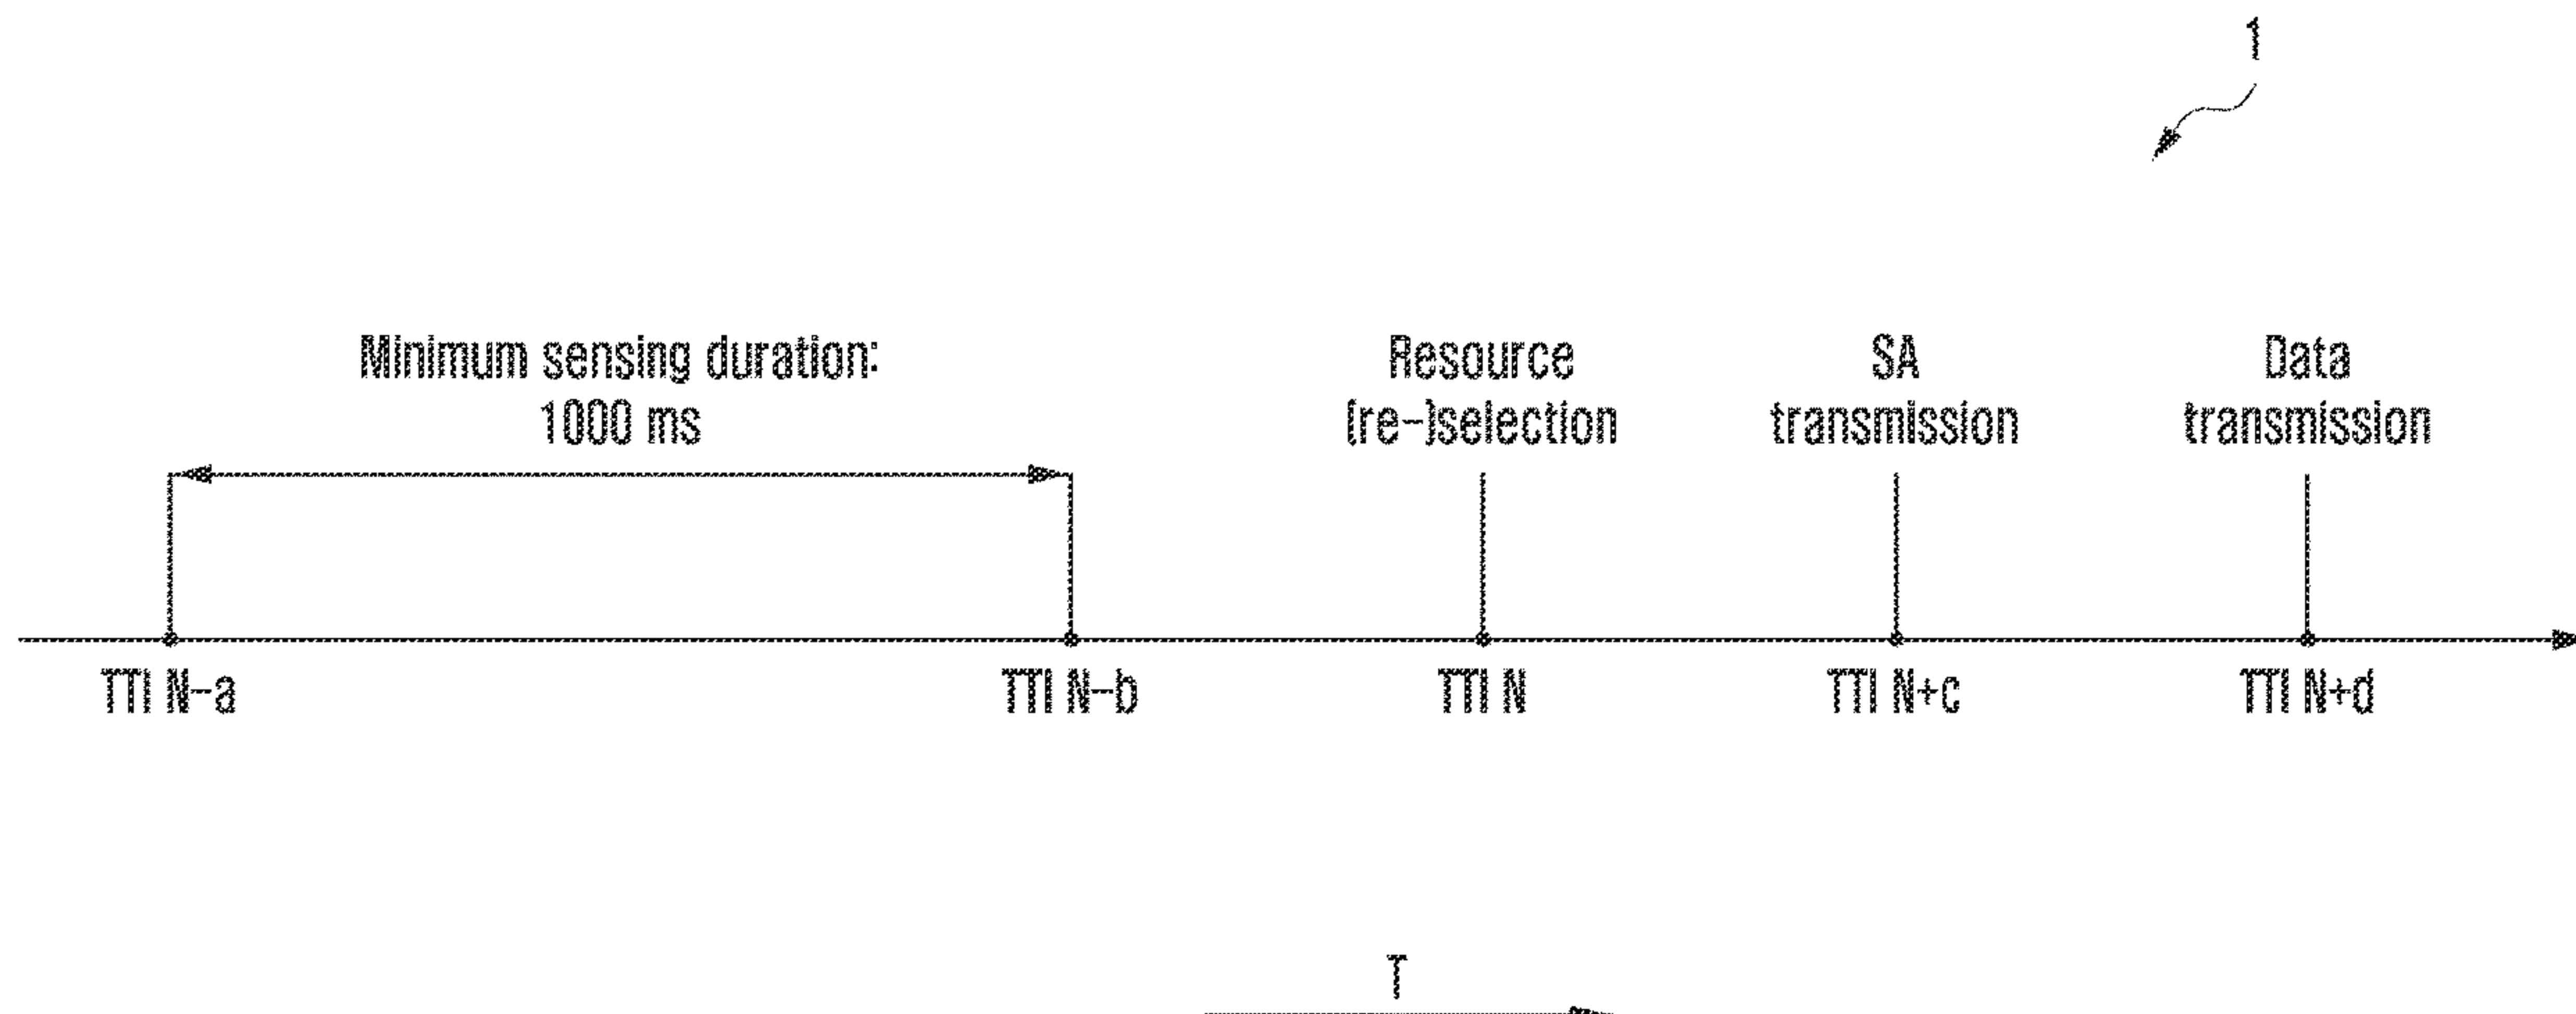 1
Minimum sensing duration:
1000 ms
Resource
(re-)selection
SA
transmission
Data
transmission
TTI N-a
TTI N-b
TTI N
TTI N+c
TTI N+d
T